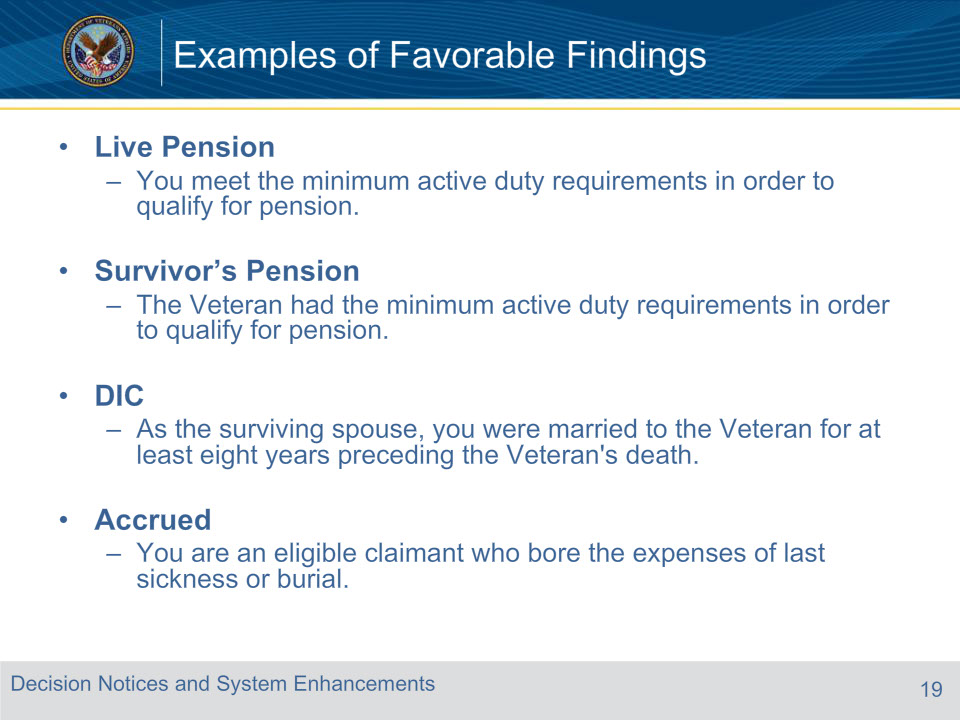 Examples of Favorable Findings
• Live Pension
– You meet the minimum active duty requirements in order to
qualify for pension.
• Survivor’s Pension
– The Veteran had the minimum active duty requirements in order
to qualify for pension.
• DIC
– As the surviving spouse, you were married to the Veteran for at
least eight years preceding the Veteran's death.
• Accrued
– You are an eligible claimant who bore the expenses of last
sickness or burial.
Decision Notices and System Enhancements
19